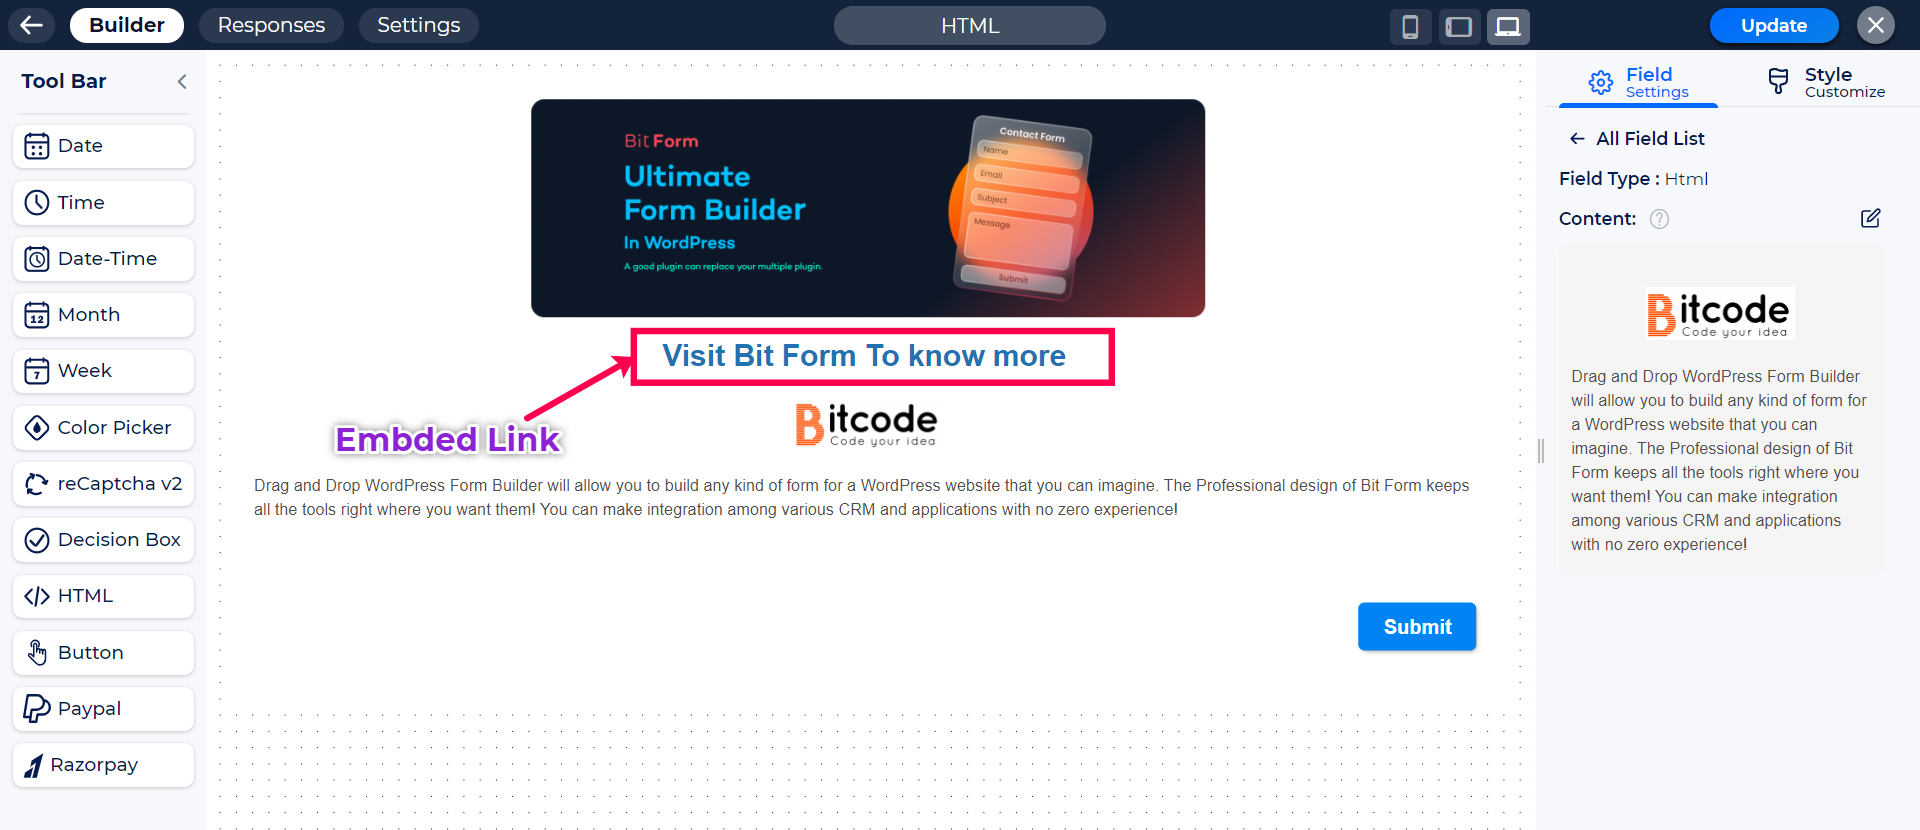 Builder
Responses
Settings
HTML
Update
Tool Bar
Date
Time
Date-Time
12
Month
7
Week
Color Picker
reCaptcha v2
Decision Box
HTML
Button
Paypal
Razorpay
Bit Form
Ultimate
Form Builder
In WordPress
A good plugin can replace your multiple plugin.
Contact Form
Name
Email
Subject
Message
Submit
Visit Bit Form To know more
Embded Link
Bitcode
Code your idea
Drag and Drop WordPress Form Builder will allow you to build any kind of form for a WordPress website that you can imagine. The Professional design of Bit Form keeps
all the tools right where you want them! You can make integration among various CRM and applications with no zero experience!
Submit
Field
Settings
Style
Customize
All Field List
Field Type : Html
Content: ?
Bitcode
Code your idea
Drag and Drop WordPress Form Builder
will allow you to build any kind of form for
a WordPress website that you can
imagine. The Professional design of Bit
Form keeps all the tools right where you
want them! You can make integration
among various CRM and applications
with no zero experience!